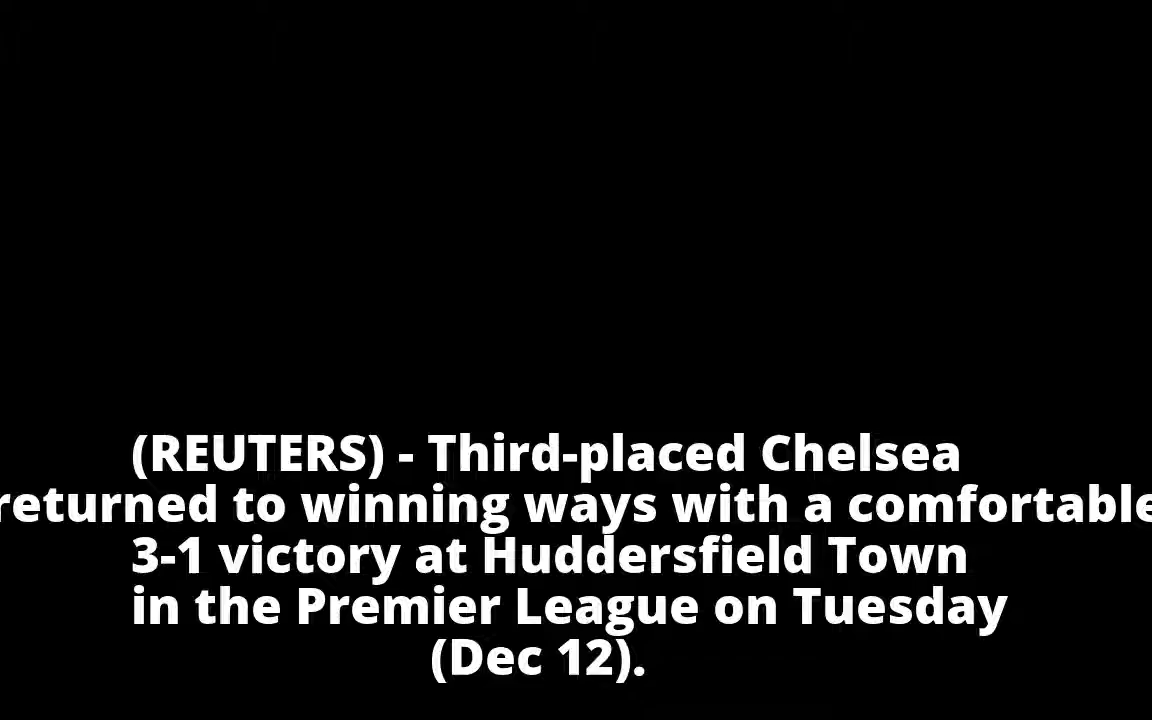 (REUTERS) - Third-placed Chelsea
returned to winning ways with a comfortable
3-1 victory at Huddersfield Town
in the Premier League on Tuesday
(Dec 12).